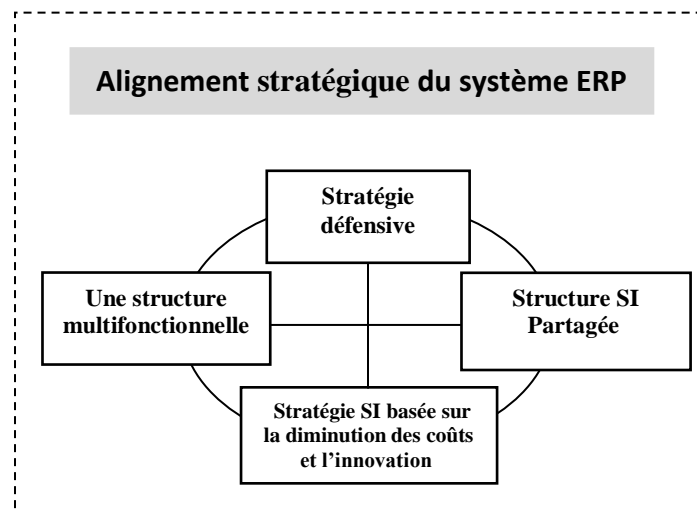 Alignement stratégique du système ERP
Stratégie
défensive
Une structure
multifonctionnelle
Structure SI
Partagée
Stratégie SI basée sur
la diminution des coûts
et l’innovation